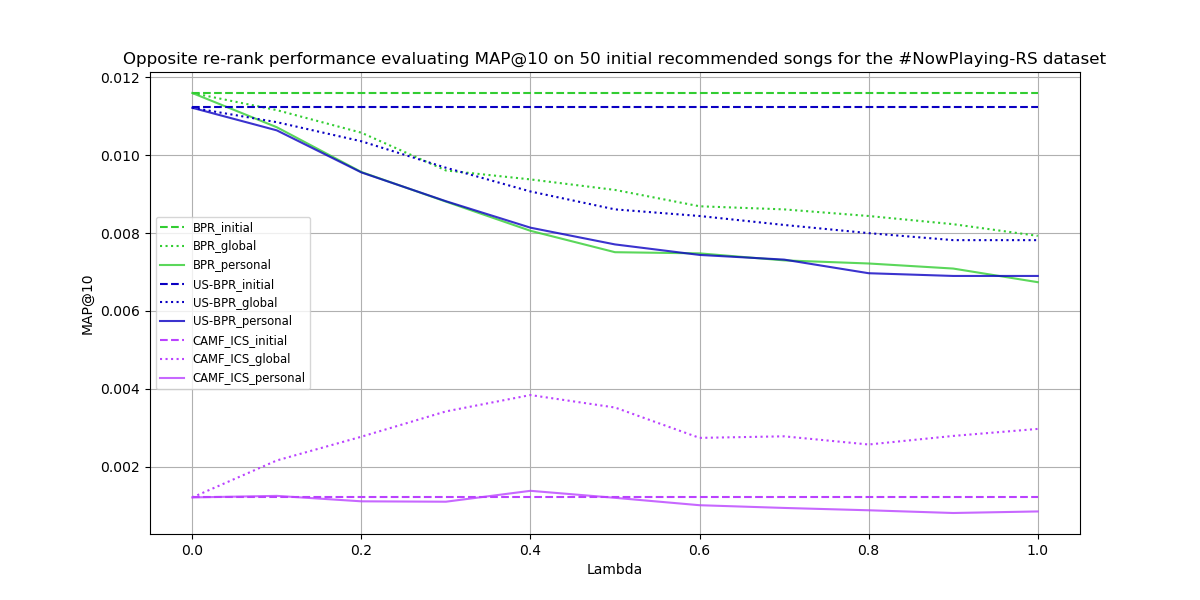 Opposite re-rank performance evaluating MAP@10 on 50 initial recommended songs for the #NowPlaying-RS dataset
0.012
0.010
0.008
0.006
0.004
0.002
MAP@10
BPR_initial
BPR_global
BPR_personal
US-BPR_initial
US-BPR_global
US-BPR_personal
CAMF_ICS_initial
CAMF_ICS_global
CAMF_ICS_personal
0.0 0.2 0.4 0.6 0.8 1.0
Lambda